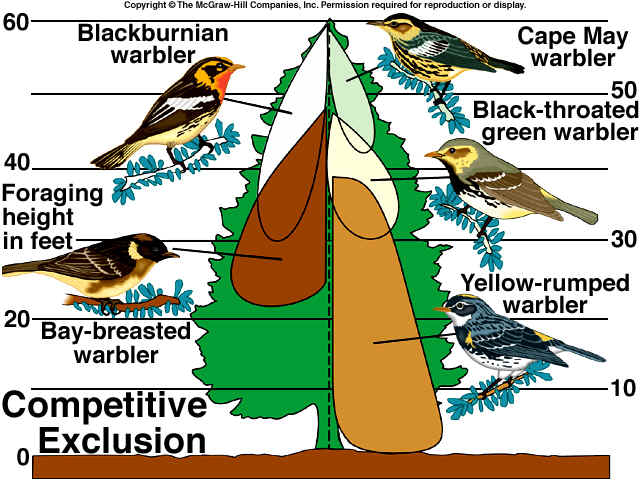 Copyright © The McGraw-Hill Companies, Inc. Permission required for reproduction or display.
60
Blackburnian
warbler
Cape May
warbler
50
Black-throated
green warbler
40
Foraging
height
in feet
30
Yellow-rumped
warbler
20
Bay-breasted
warbler
10
Competitive
Exclusion
0